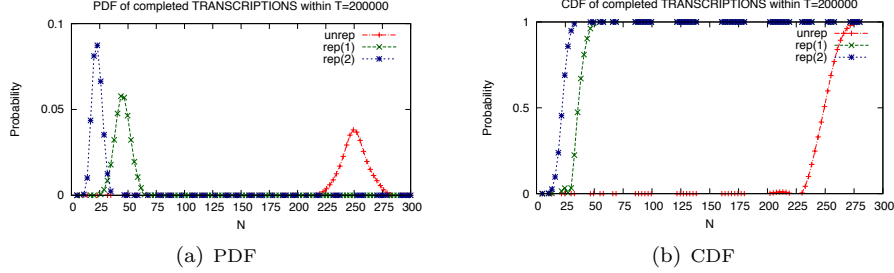 PDF of completed TRANSCRIPTIONS within T=200000
unrep
rep(1)
rep(2)
Probability
0.1
0.05
0
0 25 50 75 100 125 150 175 200 225 250 275 300
N
(a) PDF
CDF of completed TRANSCRIPTIONS within T=200000
unrep
rep(1)
rep(2)
Probability
1
0.5
0
0 25 50 75 100 125 150 175 200 225 250 275 300
N
(b) CDF